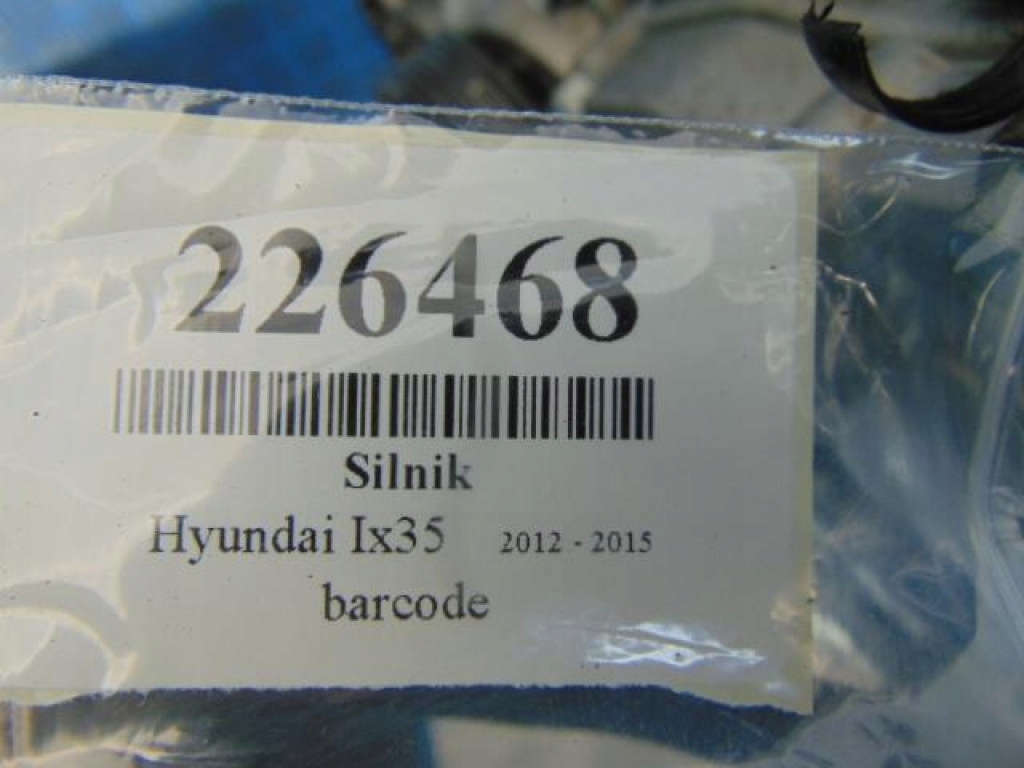 226468
Silnik
Hyundai Ix35 2012 - 2015
barcode